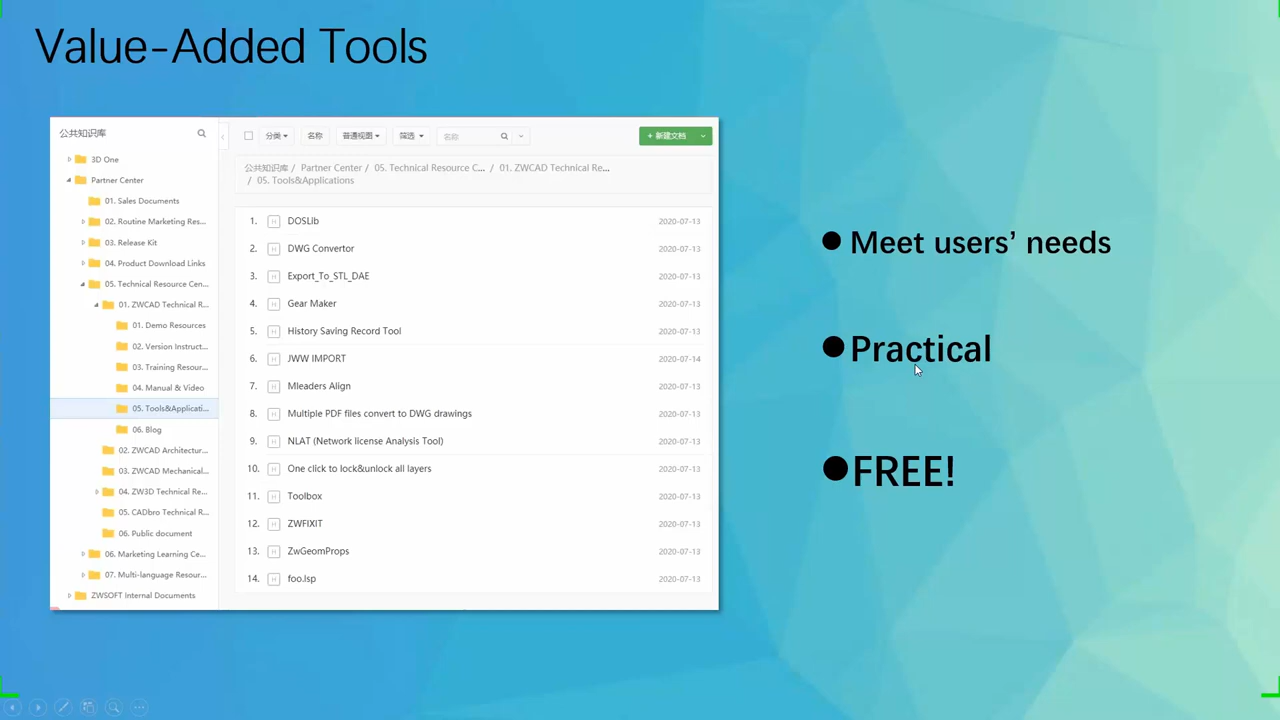 Value-Added Tools
公共知识库
3D One
Partner Center
01. Sales Documents
02. Routine Marketing Res...
03. Release Kit
04. Product Download Links
05. Technical Resource Cen...
01. ZWCAD Technical R...
01. Demo Resources
02. Version Instruct...
03. Training Resour...
04. Manual & Video
05. Tools&Applicati...
06. Blog
02. ZWCAD Architectur...
03. ZWCAD Mechanical...
04. ZW3D Technical Re...
05. CADbro Technical R...
06. Public document
06. Marketing Learning Ce...
07. Multi-language Resour...
ZWSOFT Internal Documents
分类 名称 普通视图 筛选 名称 + 新建文档
公共知识库 / Partner Center / 05. Technical Resource C... / 01. ZWCAD Technical Re...
/ 05. Tools&Applications
1. DOSLib 2020-07-13
2. DWG Convertor 2020-07-13
3. Export_To_STL_DAE 2020-07-13
4. Gear Maker 2020-07-13
5. History Saving Record Tool 2020-07-13
6. JWW IMPORT 2020-07-14
7. Mleaders Align 2020-07-13
8. Multiple PDF files convert to DWG drawings 2020-07-13
9. NLAT (Network license Analysis Tool) 2020-07-13
10. One click to lock&unlock all layers 2020-07-13
11. Toolbox 2020-07-13
12. ZWFIXIT 2020-07-13
13. ZwGeomProps 2020-07-13
14. foo.lsp 2020-07-13
● Meet users’ needs
● Practical
● FREE!